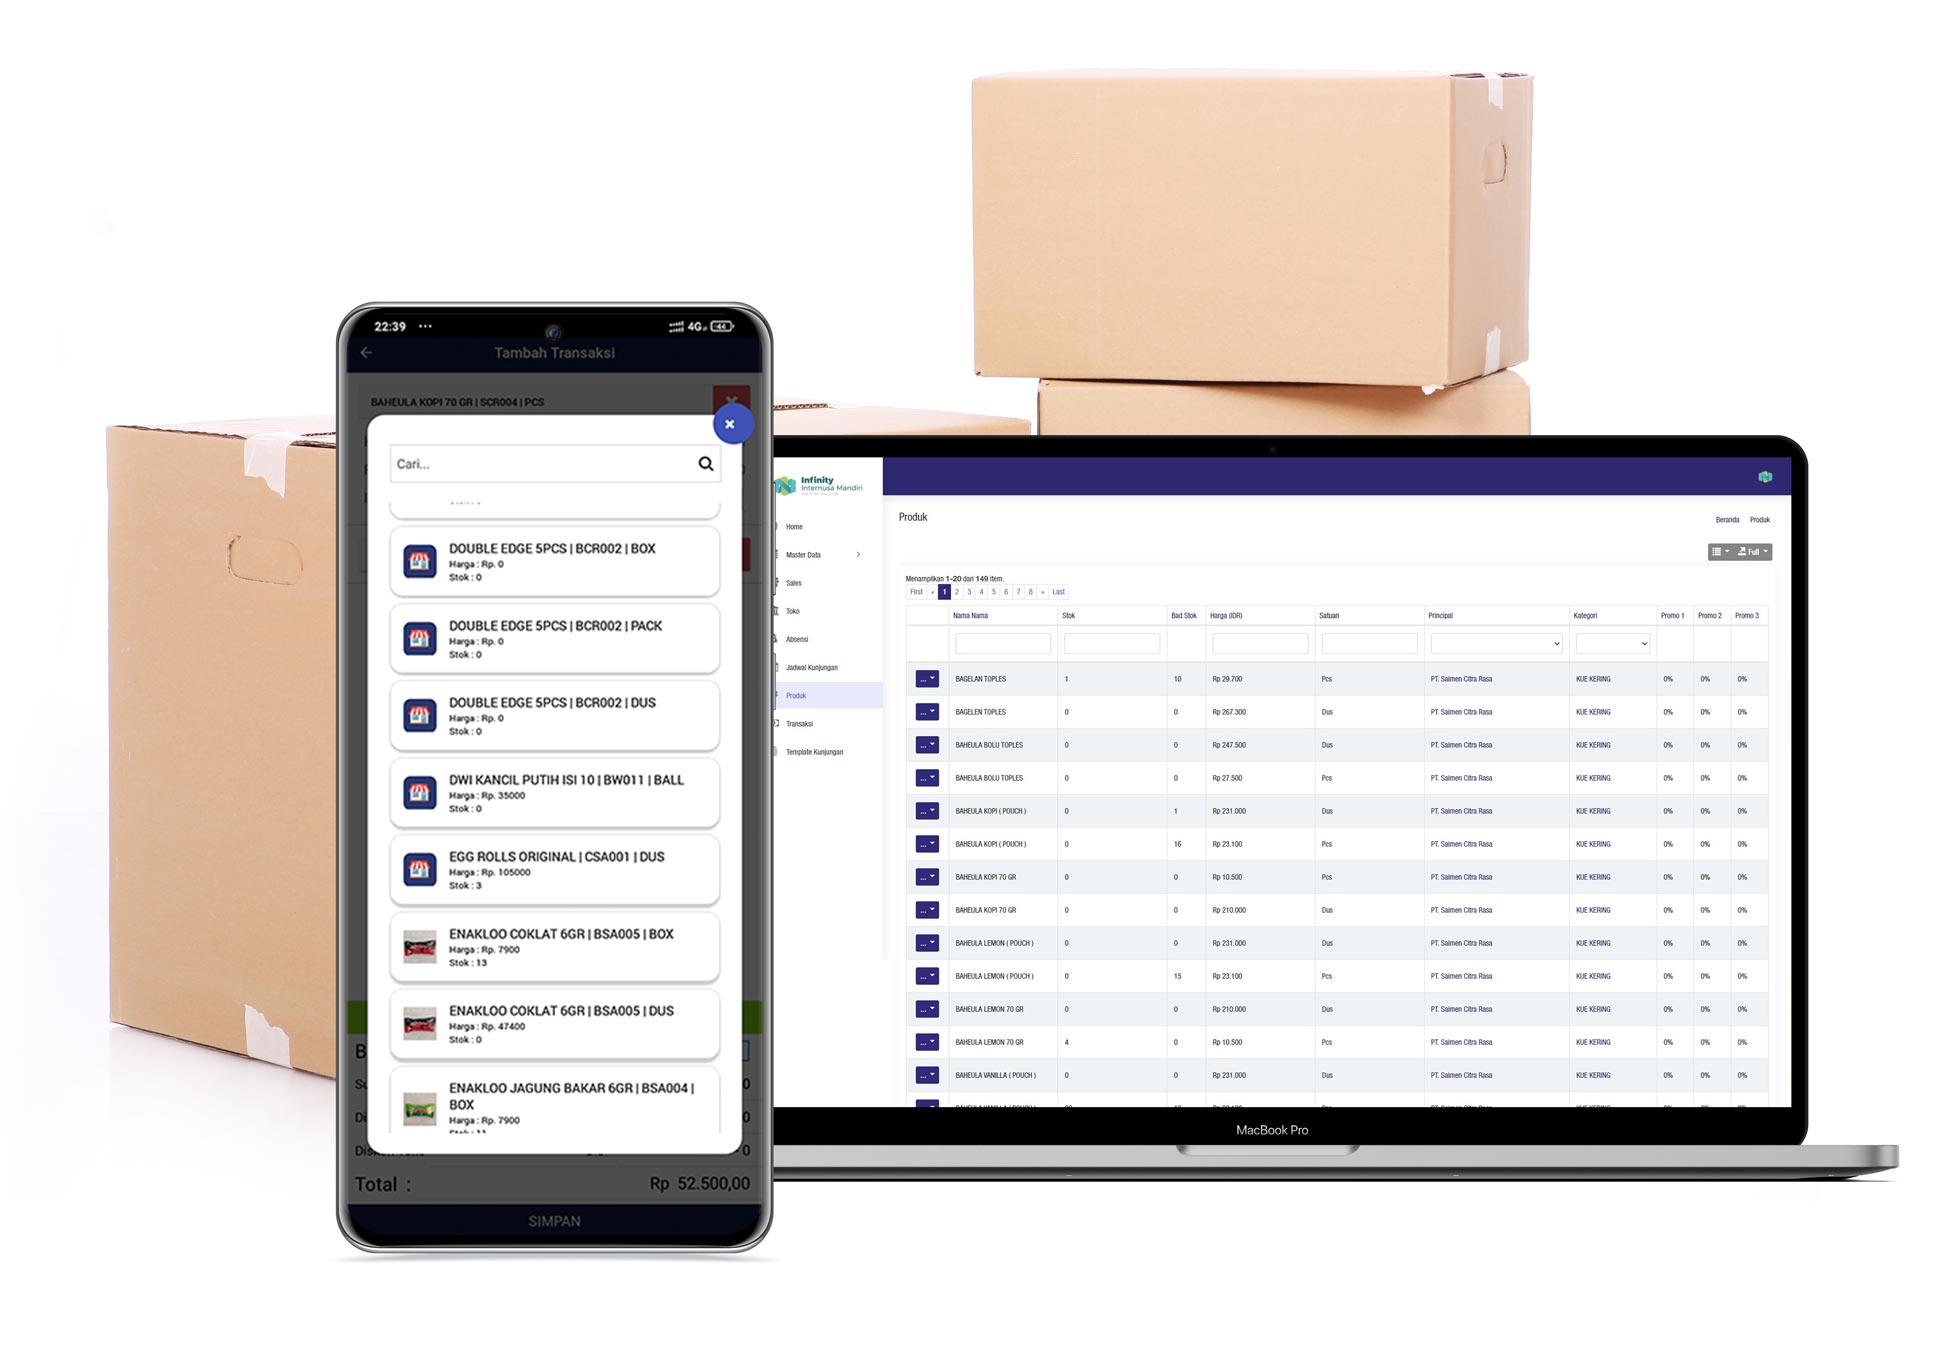 22:39 ••• 4G 44
Tambah Transaksi
BAHEULA KOPI 70 GR | SCR004 | PCS
Cari...
DOUBLE EDGE 5PCS | BCR002 | BOX
Harga : Rp. 0
Stok : 0
DOUBLE EDGE 5PCS | BCR002 | PACK
Harga : Rp. 0
Stok : 0
DOUBLE EDGE 5PCS | BCR002 | DUS
Harga : Rp. 0
Stok : 0
DWI KANCIL PUTIH ISI 10 | BW011 | BALL
Harga : Rp. 35000
Stok : 0
EGG ROLLS ORIGINAL | CSA001 | DUS
Harga : Rp. 105000
Stok : 3
ENAKLOO COKLAT 6GR | BSA005 | BOX
Harga : Rp. 7900
Stok : 13
ENAKLOO COKLAT 6GR | BSA005 | DUS
Harga : Rp. 47400
Stok : 0
ENAKLOO JAGUNG BAKAR 6GR | BSA004 |
BOX
Harga : Rp. 7900
Total : Rp 52.500,00
SIMPAN
Infinity
Internusa Mandiri
Home
Master Data
Sales
Toko
Absensi
Jadwal Kunjungan
Produk
Transaksi
Template Kunjungan
Produk
Beranda Produk
Full
Menampilkan 1-20 dari 149 item.
First « 1 2 3 4 5 6 7 8 » Last
Nama Nama Stok Bad Stok Harga (IDR) Satuan Principal Kategori Promo 1 Promo 2 Promo 3
... BAGELAN TOPLES 1 10 Rp 29.700 Pcs PT. Saimen Citra Rasa KUE KERING 0% 0% 0%
... BAGELEN TOPLES 0 0 Rp 267.300 Dus PT. Saimen Citra Rasa KUE KERING 0% 0% 0%
... BAHEULA BOLU TOPLES 0 0 Rp 247.500 Dus PT. Saimen Citra Rasa KUE KERING 0% 0% 0%
... BAHEULA BOLU TOPLES 0 0 Rp 27.500 Pcs PT. Saimen Citra Rasa KUE KERING 0% 0% 0%
... BAHEULA KOPI ( POUCH ) 0 1 Rp 231.000 Dus PT. Saimen Citra Rasa KUE KERING 0% 0% 0%
... BAHEULA KOPI ( POUCH ) 0 16 Rp 23.100 Pcs PT. Saimen Citra Rasa KUE KERING 0% 0% 0%
... BAHEULA KOPI 70 GR 0 0 Rp 10.500 Pcs PT. Saimen Citra Rasa KUE KERING 0% 0% 0%
... BAHEULA KOPI 70 GR 0 0 Rp 210.000 Dus PT. Saimen Citra Rasa KUE KERING 0% 0% 0%
... BAHEULA LEMON ( POUCH ) 0 0 Rp 231.000 Dus PT. Saimen Citra Rasa KUE KERING 0% 0% 0%
... BAHEULA LEMON ( POUCH ) 0 15 Rp 23.100 Pcs PT. Saimen Citra Rasa KUE KERING 0% 0% 0%
... BAHEULA LEMON 70 GR 0 0 Rp 210.000 Dus PT. Saimen Citra Rasa KUE KERING 0% 0% 0%
... BAHEULA LEMON 70 GR 4 0 Rp 10.500 Pcs PT. Saimen Citra Rasa KUE KERING 0% 0% 0%
... BAHEULA VANILLA ( POUCH ) 0 0 Rp 231.000 Dus PT. Saimen Citra Rasa KUE KERING 0% 0% 0%
MacBook Pro